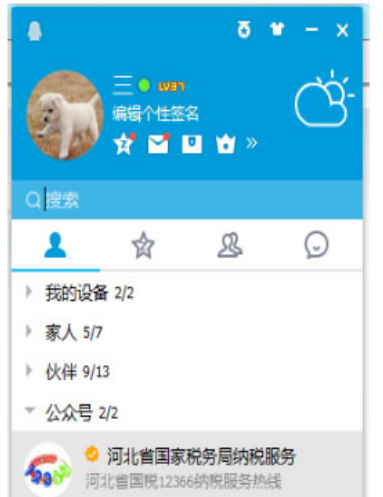 三 LV37
编辑个性签名
搜索
我的设备 2/2
家人 5/7
伙伴 9/13
公众号 2/2
河北省国家税务局纳税服务
河北省国税12366纳税服务热线